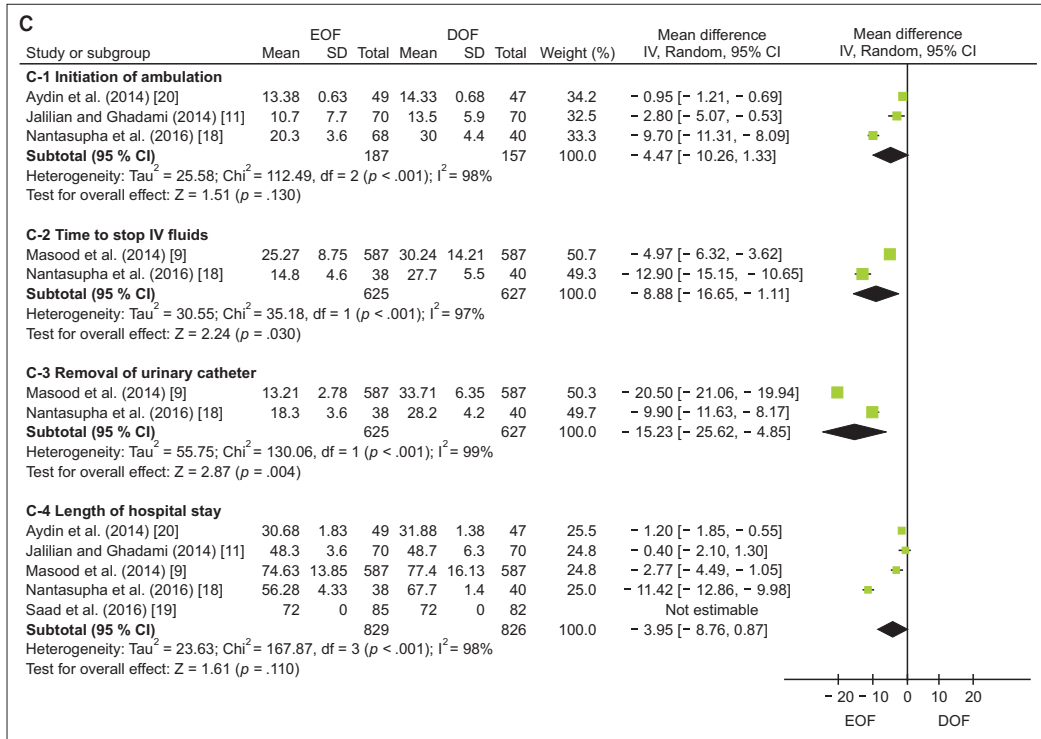 C
EOF DOF Mean difference Mean difference
Study or subgroup Mean SD Total Mean SD Total Weight (%) IV, Random, 95% CI IV, Random, 95% CI
C-1 Initiation of ambulation
Aydin et al. (2014) [20] 13.38 0.63 49 14.33 0.68 47 34.2 − 0.95 [− 1.21, − 0.69]
Jalilian and Ghadami (2014) [11] 10.7 7.7 70 13.5 5.9 70 32.5 − 2.80 [− 5.07, − 0.53]
Nantasupha et al. (2016) [18] 20.3 3.6 68 30 4.4 40 33.3 − 9.70 [− 11.31, − 8.09]
Subtotal (95 % CI) 187 157 100.0 − 4.47 [− 10.26, 1.33]
Heterogeneity: Tau² = 25.58; Chi² = 112.49, df = 2 (p < .001); I² = 98%
Test for overall effect: Z = 1.51 (p = .130)
C-2 Time to stop IV fluids
Masood et al. (2014) [9] 25.27 8.75 587 30.24 14.21 587 50.7 − 4.97 [− 6.32, − 3.62]
Nantasupha et al. (2016) [18] 14.8 4.6 38 27.7 5.5 40 49.3 − 12.90 [− 15.15, − 10.65]
Subtotal (95 % CI) 625 627 100.0 − 8.88 [− 16.65, − 1.11]
Heterogeneity: Tau² = 30.55; Chi² = 35.18, df = 1 (p < .001); I² = 97%
Test for overall effect: Z = 2.24 (p = .030)
C-3 Removal of urinary catheter
Masood et al. (2014) [9] 13.21 2.78 587 33.71 6.35 587 50.3 − 20.50 [− 21.06, − 19.94]
Nantasupha et al. (2016) [18] 18.3 3.6 38 28.2 4.2 40 49.7 − 9.90 [− 11.63, − 8.17]
Subtotal (95 % CI) 625 627 100.0 − 15.23 [− 25.62, − 4.85]
Heterogeneity: Tau² = 55.75; Chi² = 130.06, df = 1 (p < .001); I² = 99%
Test for overall effect: Z = 2.87 (p = .004)
C-4 Length of hospital stay
Aydin et al. (2014) [20] 30.68 1.83 49 31.88 1.38 47 25.5 − 1.20 [− 1.85, − 0.55]
Jalilian and Ghadami (2014) [11] 48.3 3.6 70 48.7 6.3 70 24.8 − 0.40 [− 2.10, 1.30]
Masood et al. (2014) [9] 74.63 13.85 587 77.4 16.13 587 24.8 − 2.77 [− 4.49, − 1.05]
Nantasupha et al. (2016) [18] 56.28 4.33 38 67.7 1.4 40 25.0 − 11.42 [− 12.86, − 9.98]
Saad et al. (2016) [19] 72 0 85 72 0 82 Not estimable
Subtotal (95 % CI) 829 826 100.0 − 3.95 [− 8.76, 0.87]
Heterogeneity: Tau² = 23.63; Chi² = 167.87, df = 3 (p < .001); I² = 98%
Test for overall effect: Z = 1.61 (p = .110)
− 20 − 10 0 10 20
EOF DOF